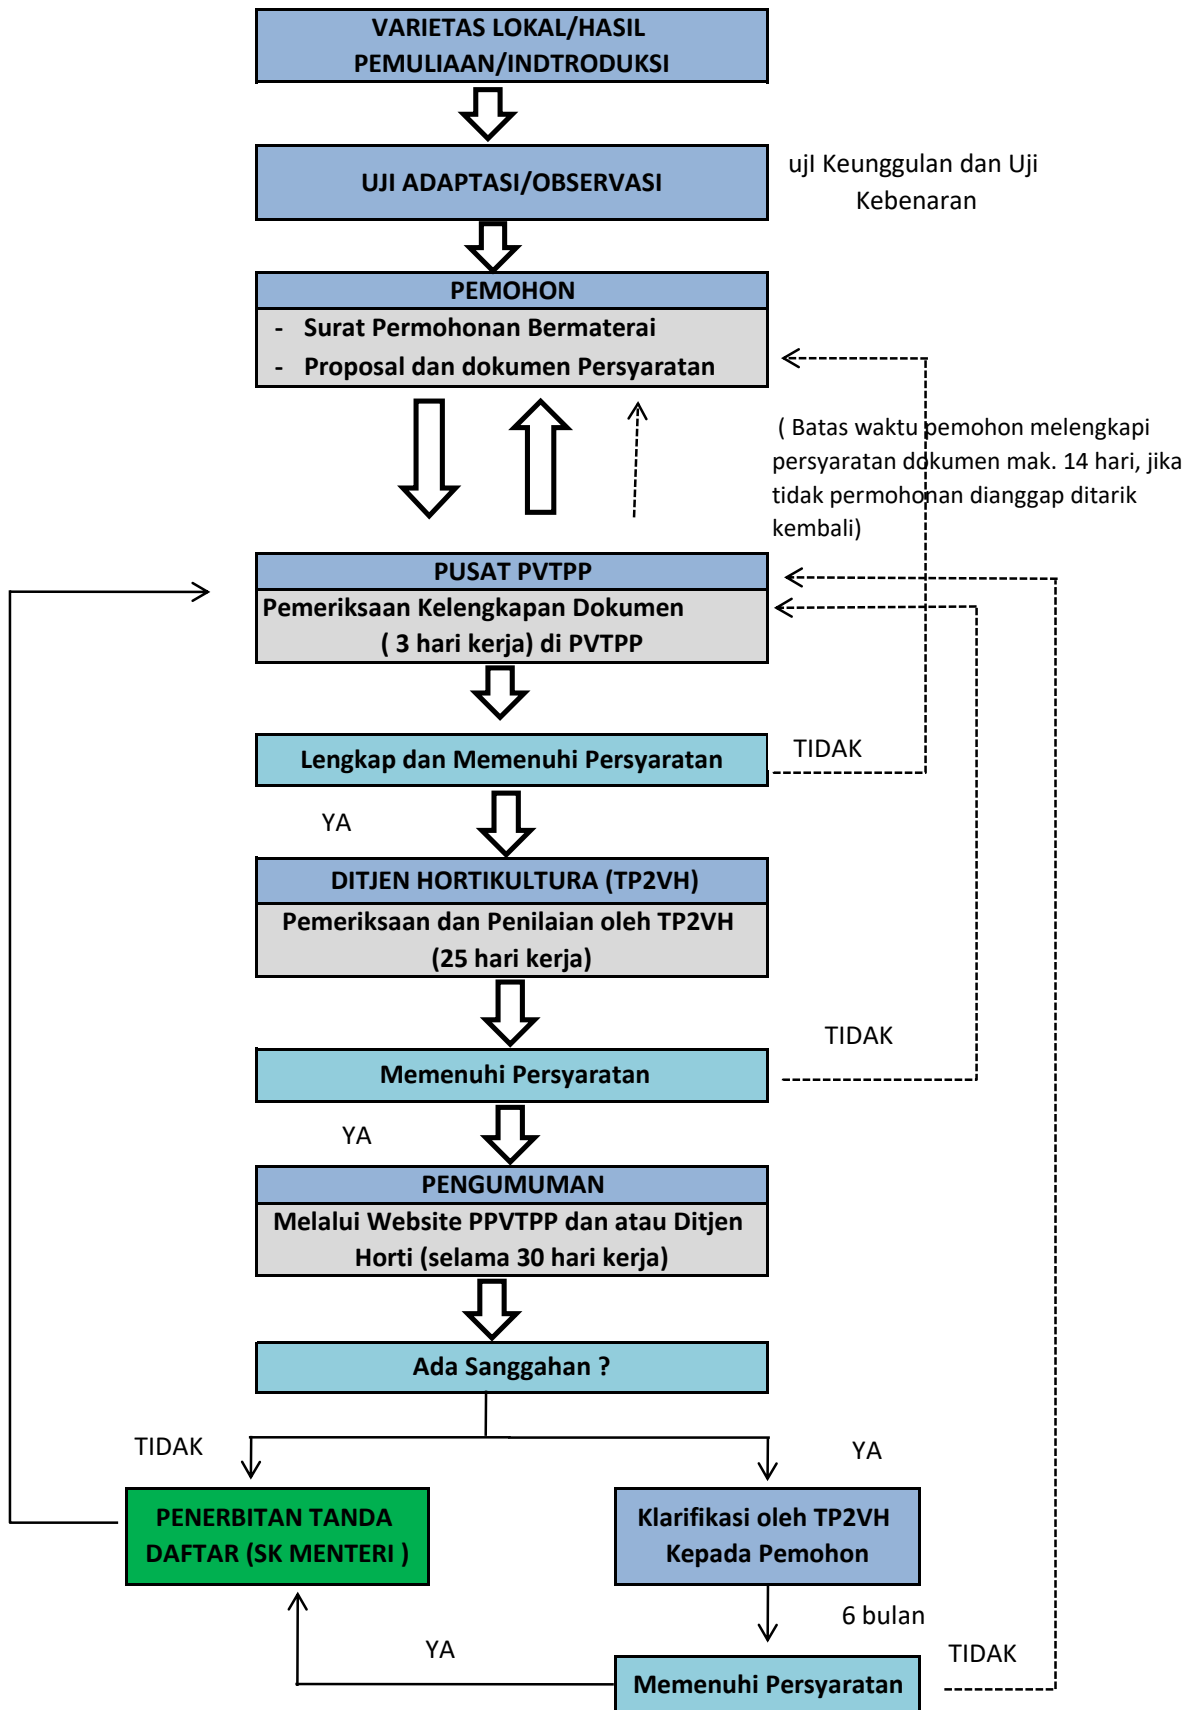 VARIETAS LOKAL/HASIL
PEMULIAAN/INDTRODUKSI
UJI ADAPTASI/OBSERVASI
ujI Keunggulan dan Uji
Kebenaran
PEMOHON
- Surat Permohonan Bermaterai
- Proposal dan dokumen Persyaratan
( Batas waktu pemohon melengkapi
persyaratan dokumen mak. 14 hari, jika
tidak permohonan dianggap ditarik
kembali)
PUSAT PVTPP
Pemeriksaan Kelengkapan Dokumen
( 3 hari kerja) di PVTPP
Lengkap dan Memenuhi Persyaratan
TIDAK
YA
DITJEN HORTIKULTURA (TP2VH)
Pemeriksaan dan Penilaian oleh TP2VH
(25 hari kerja)
TIDAK
Memenuhi Persyaratan
YA
PENGUMUMAN
Melalui Website PPVTPP dan atau Ditjen
Horti (selama 30 hari kerja)
Ada Sanggahan ?
TIDAK
YA
PENERBITAN TANDA
DAFTAR (SK MENTERI )
Klarifikasi oleh TP2VH
Kepada Pemohon
6 bulan
YA
TIDAK
Memenuhi Persyaratan